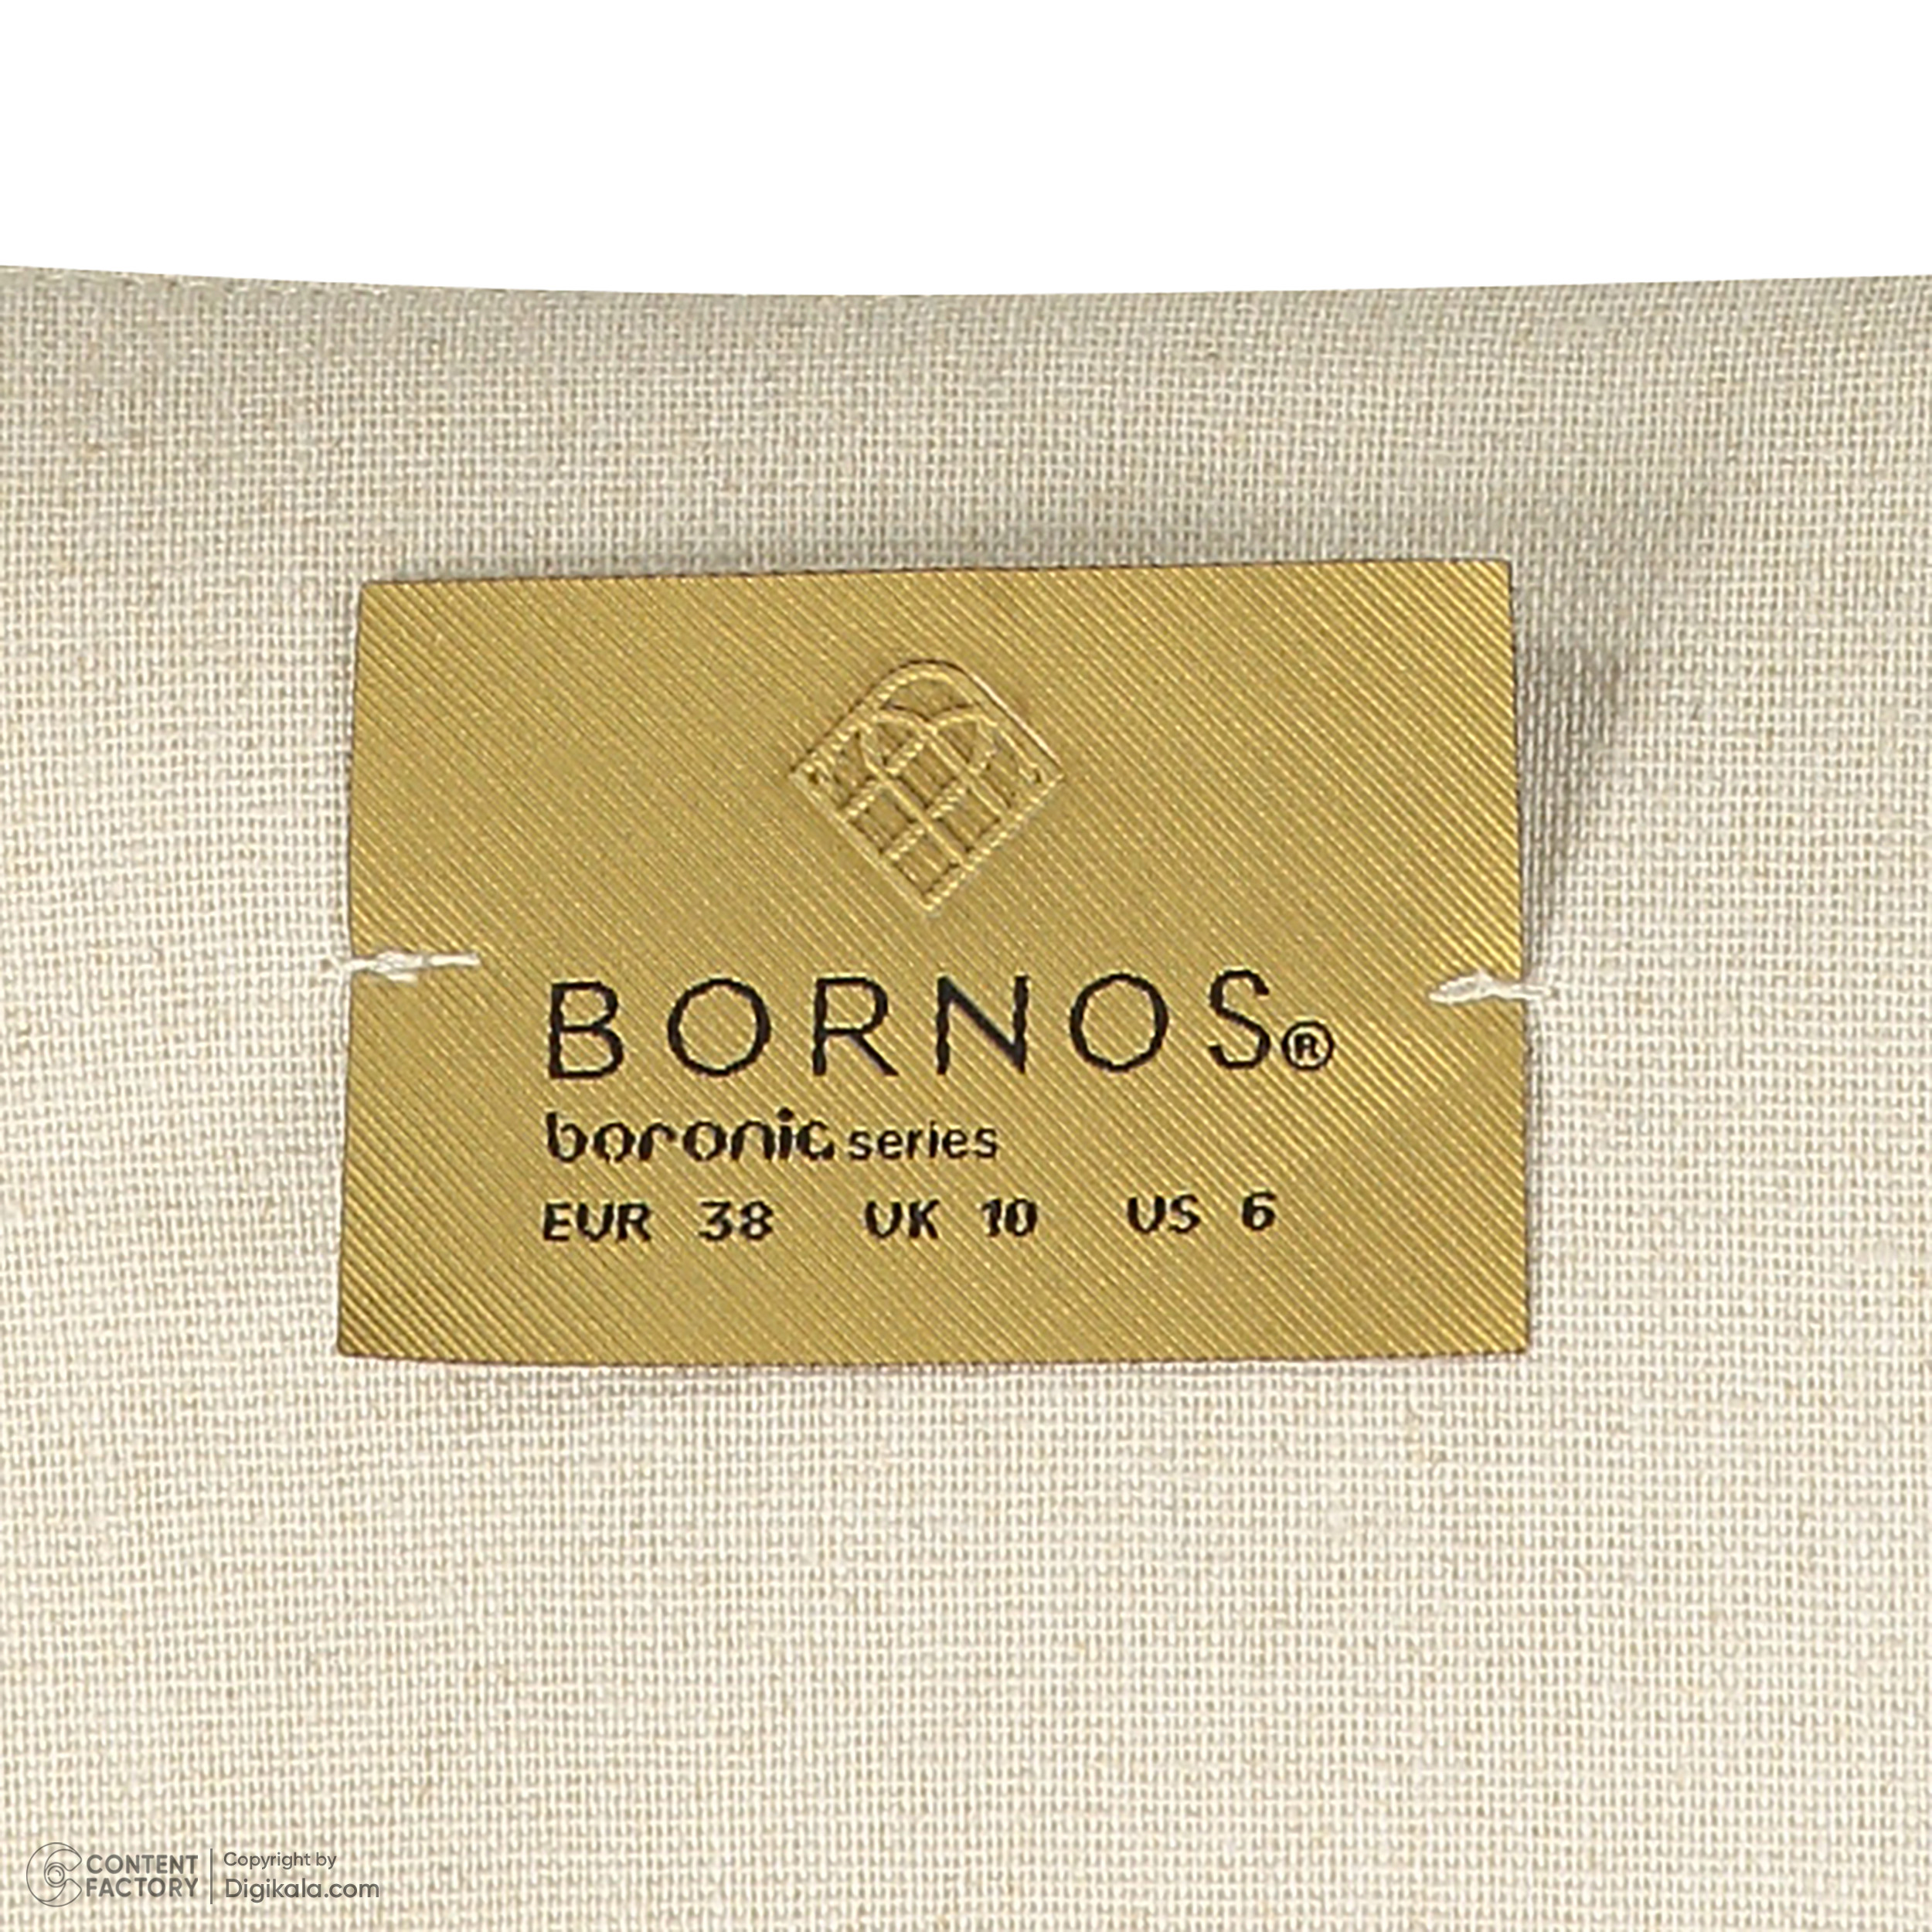 BORNOS®
boronic series
EUR 38 UK 10 US 6
CONTENT FACTORY
Copyright by
Digikala.com